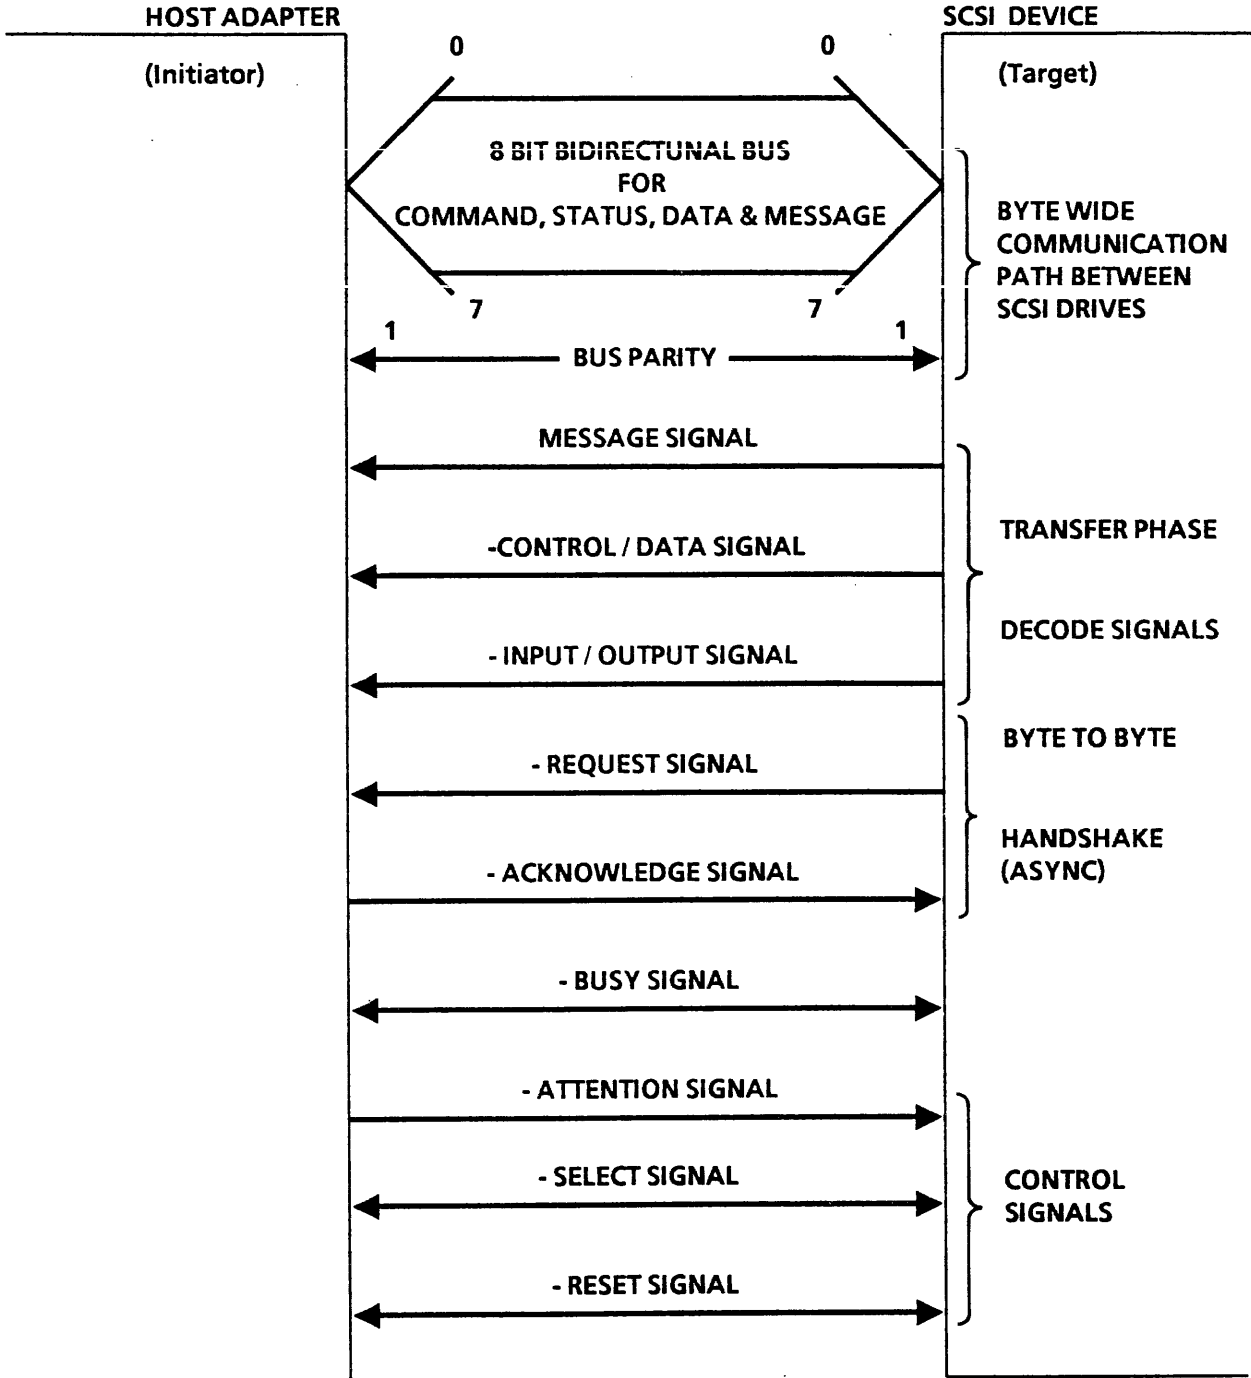 HOST ADAPTER
SCSI DEVICE
(Initiator)
(Target)
0
0
8 BIT BIDIRECTUNAL BUS
FOR
COMMAND, STATUS, DATA & MESSAGE
7
7
1
1
BUS PARITY
BYTE WIDE
COMMUNICATION
PATH BETWEEN
SCSI DRIVES
MESSAGE SIGNAL
-CONTROL / DATA SIGNAL
- INPUT / OUTPUT SIGNAL
TRANSFER PHASE
DECODE SIGNALS
- REQUEST SIGNAL
- ACKNOWLEDGE SIGNAL
BYTE TO BYTE
HANDSHAKE
(ASYNC)
- BUSY SIGNAL
- ATTENTION SIGNAL
- SELECT SIGNAL
- RESET SIGNAL
CONTROL
SIGNALS